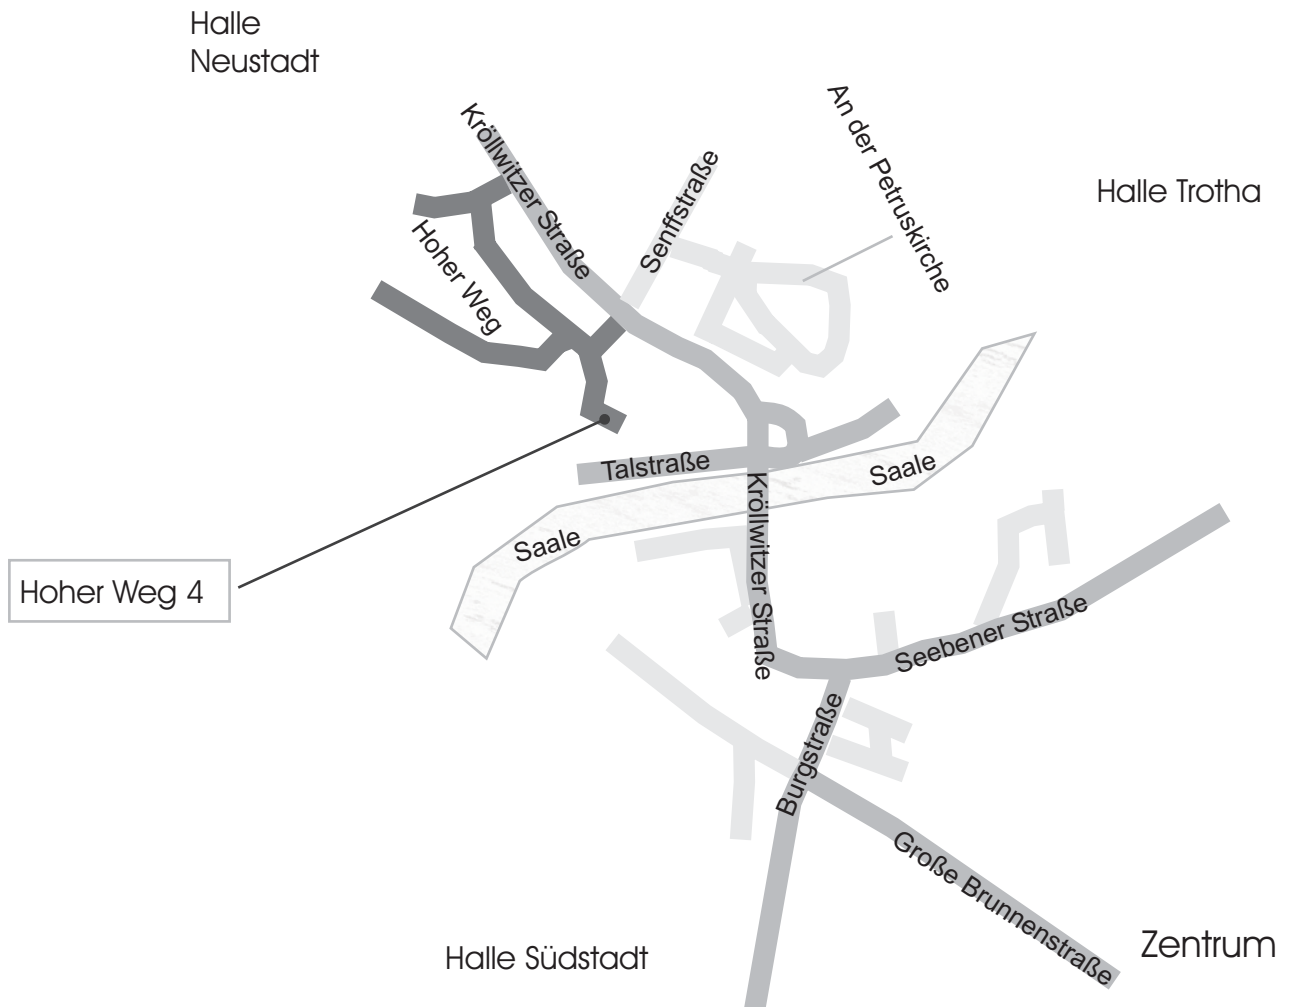 Halle
Neustadt
Kröllwitzer Straße
An der Petruskirche
Senffstraße
Halle Trotha
Hoher Weg
Talstraße
Saale
Saale
Kröllwitzer Straße
Hoher Weg 4
Seebener Straße
Burgstraße
Große Brunnenstraße
Zentrum
Halle Südstadt